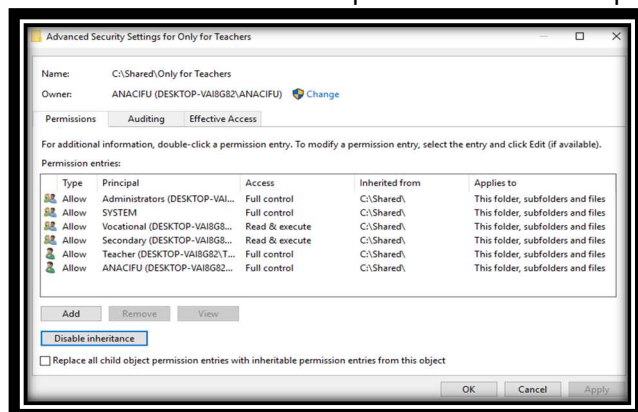 Advanced Security Settings for Only for Teachers
Name: C:\Shared\Only for Teachers
Owner: ANACIFU (DESKTOP-VAI8G82\ANACIFU) Change
Permissions Auditing Effective Access
For additional information, double-click a permission entry. To modify a permission entry, select the entry and click Edit (if available).
Permission entries:
Type Principal Access Inherited from Applies to
Allow Administrators (DESKTOP-VAI... Full control C:\Shared\ This folder, subfolders and files
Allow SYSTEM Full control C:\Shared\ This folder, subfolders and files
Allow Vocational (DESKTOP-VAI8G8... Read & execute C:\Shared\ This folder, subfolders and files
Allow Secondary (DESKTOP-VAI8G8... Read & execute C:\Shared\ This folder, subfolders and files
Allow Teacher (DESKTOP-VAI8G82\T... Full control C:\Shared\ This folder, subfolders and files
Allow ANACIFU (DESKTOP-VAI8G82... Full control C:\Shared\ This folder, subfolders and files
Add Remove View
Disable inheritance
Replace all child object permission entries with inheritable permission entries from this object
OK Cancel Apply